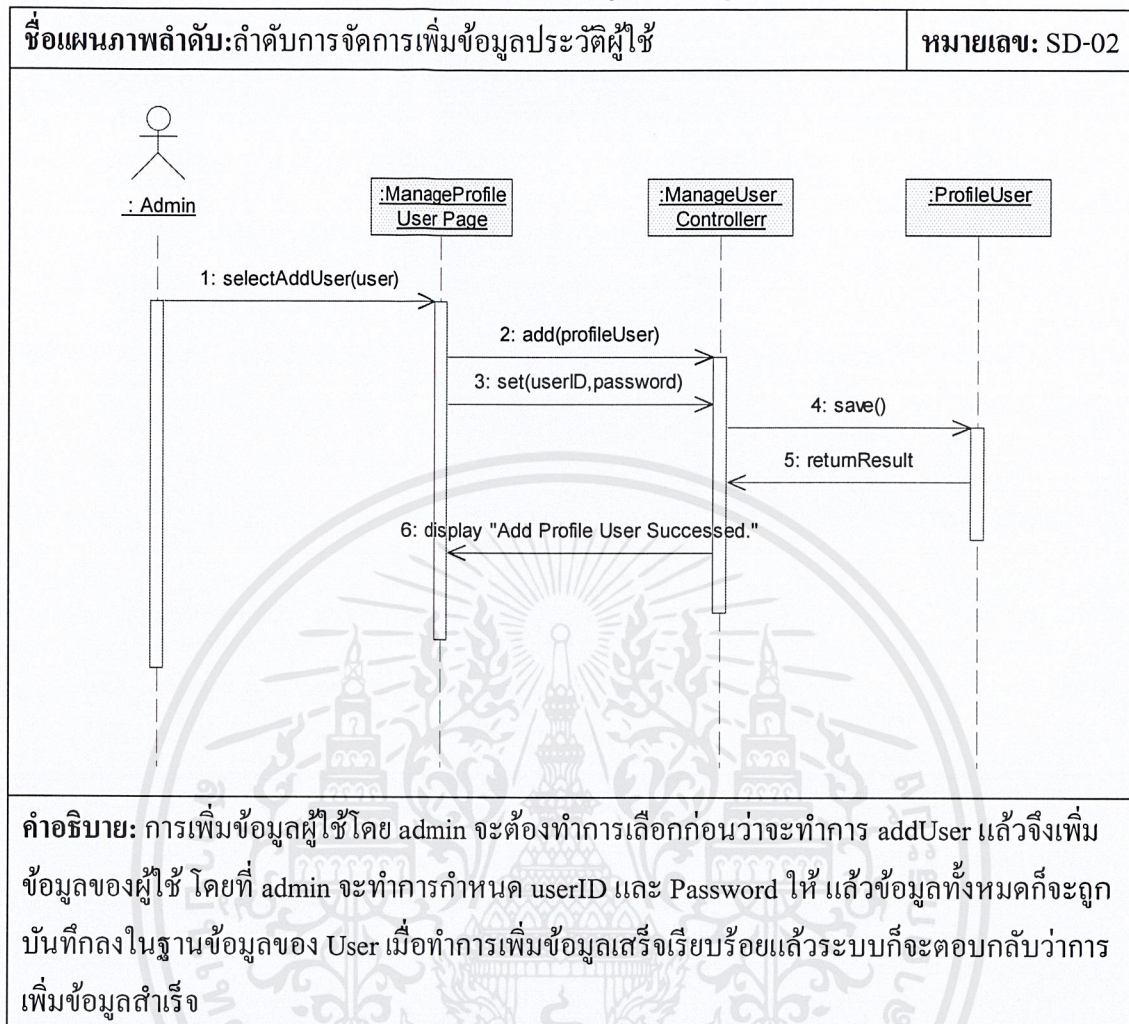 ชื่อแผนภาพลำดับ:ลำดับการจัดการเพิ่มข้อมูลประวัติผู้ใช้
หมายเลข: SD-02
: Admin
:ManageProfile
User Page
:ManageUser
Controllerr
:ProfileUser
1: selectAddUser(user)
2: add(profileUser)
3: set(userID,password)
4: save()
5: returnResult
6: display "Add Profile User Successed."
คำอธิบาย: การเพิ่มข้อมูลผู้ใช้โดย admin จะต้องทำการเลือกก่อนว่าจะทำการ addUser แล้วจึงเพิ่ม
ข้อมูลของผู้ใช้ โดยที่ admin จะทำการกำหนด userID และ Password ให้ แล้วข้อมูลทั้งหมดก็จะถูก
บันทึกลงในฐานข้อมูลของ User เมื่อทำการเพิ่มข้อมูลเสร็จเรียบร้อยแล้วระบบก็จะตอบกลับว่าการ
เพิ่มข้อมูลสำเร็จ